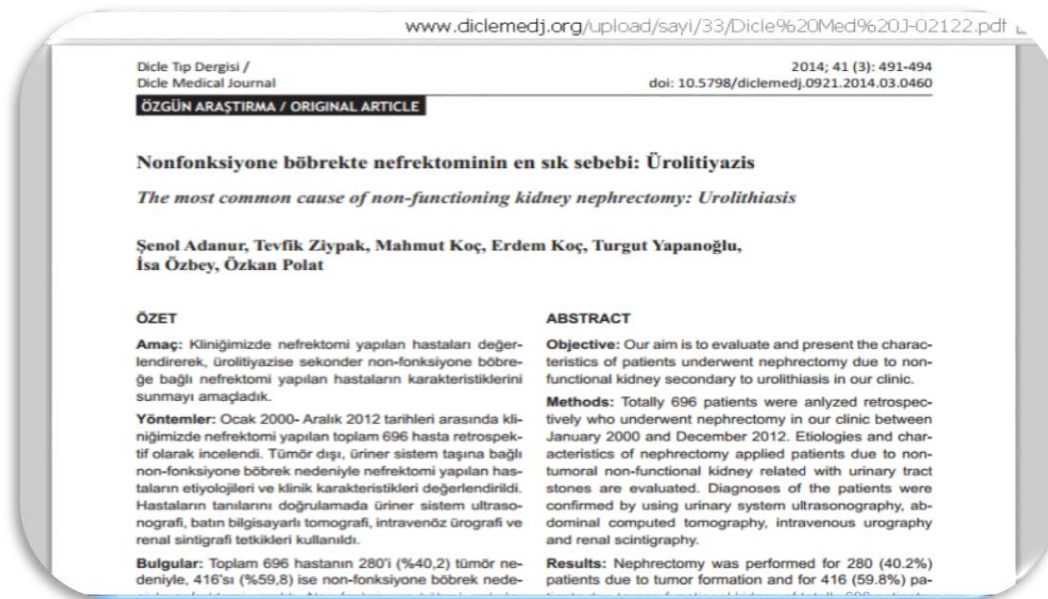 www.diclemedj.org/upload/sayi/33/Dicle%20Med%20J-02122.pdf
Dicle Tıp Dergisi /
Dicle Medical Journal
2014; 41 (3): 491-494
doi: 10.5798/diclemedj.0921.2014.03.0460
ÖZGÜN ARAŞTIRMA / ORIGINAL ARTICLE
Nonfonksiyone böbrekte nefrektominin en sık sebebi: Ürolitiyazis
The most common cause of non-functioning kidney nephrectomy: Urolithiasis
Şenol Adanur, Tevfik Ziypak, Mahmut Koç, Erdem Koç, Turgut Yapanoğlu,
İsa Özbey, Özkan Polat
ÖZET
Amaç: Kliniğimizde nefrektomi yapılan hastaları değer-
lendirerek, ürolitiyazise sekonder non-fonksiyone böbre-
ğe bağlı nefrektomi yapılan hastaların karakteristiklerini
sunmayı amaçladık.
Yöntemler: Ocak 2000- Aralık 2012 tarihleri arasında kli-
niğimizde nefrektomi yapılan toplam 696 hasta retrospek-
tif olarak incelendi. Tümör dışı, üriner sistem taşına bağlı
non-fonksiyone böbrek nedeniyle nefrektomi yapılan has-
taların etiyolojileri ve klinik karakteristikleri değerlendirildi.
Hastaların tanılarını doğrulamada üriner sistem ultraso-
nografi, batın bilgisayarlı tomografi, intravenöz ürografi ve
renal sintigrafi tetkikleri kullanıldı.
Bulgular: Toplam 696 hastanın 280'i (%40,2) tümör ne-
deniyle, 416'sı (%59,8) ise non-fonksiyone böbrek nede-
ABSTRACT
Objective: Our aim is to evaluate and present the charac-
teristics of patients underwent nephrectomy due to non-
functional kidney secondary to urolithiasis in our clinic.
Methods: Totally 696 patients were anlyzed retrospec-
tively who underwent nephrectomy in our clinic between
January 2000 and December 2012. Etiologies and char-
acteristics of nephrectomy applied patients due to non-
tumoral non-functional kidney related with urinary tract
stones are evaluated. Diagnoses of the patients were
confirmed by using urinary system ultrasonography, ab-
dominal computed tomography, intravenous urography
and renal scintigraphy.
Results: Nephrectomy was performed for 280 (40.2%)
patients due to tumor formation and for 416 (59.8%) pa-